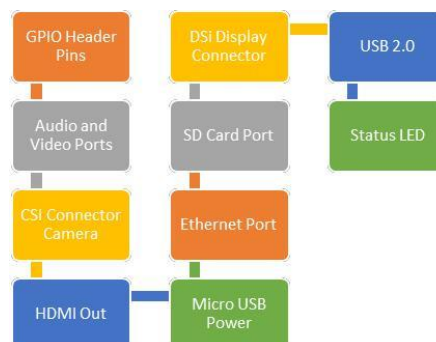 GPIO Header
Pins
Audio and
Video Ports
CSI Connector
Camera
HDMI Out
Micro USB
Power
Ethernet Port
SD Card Port
DSi Display
Connector
USB 2.0
Status LED